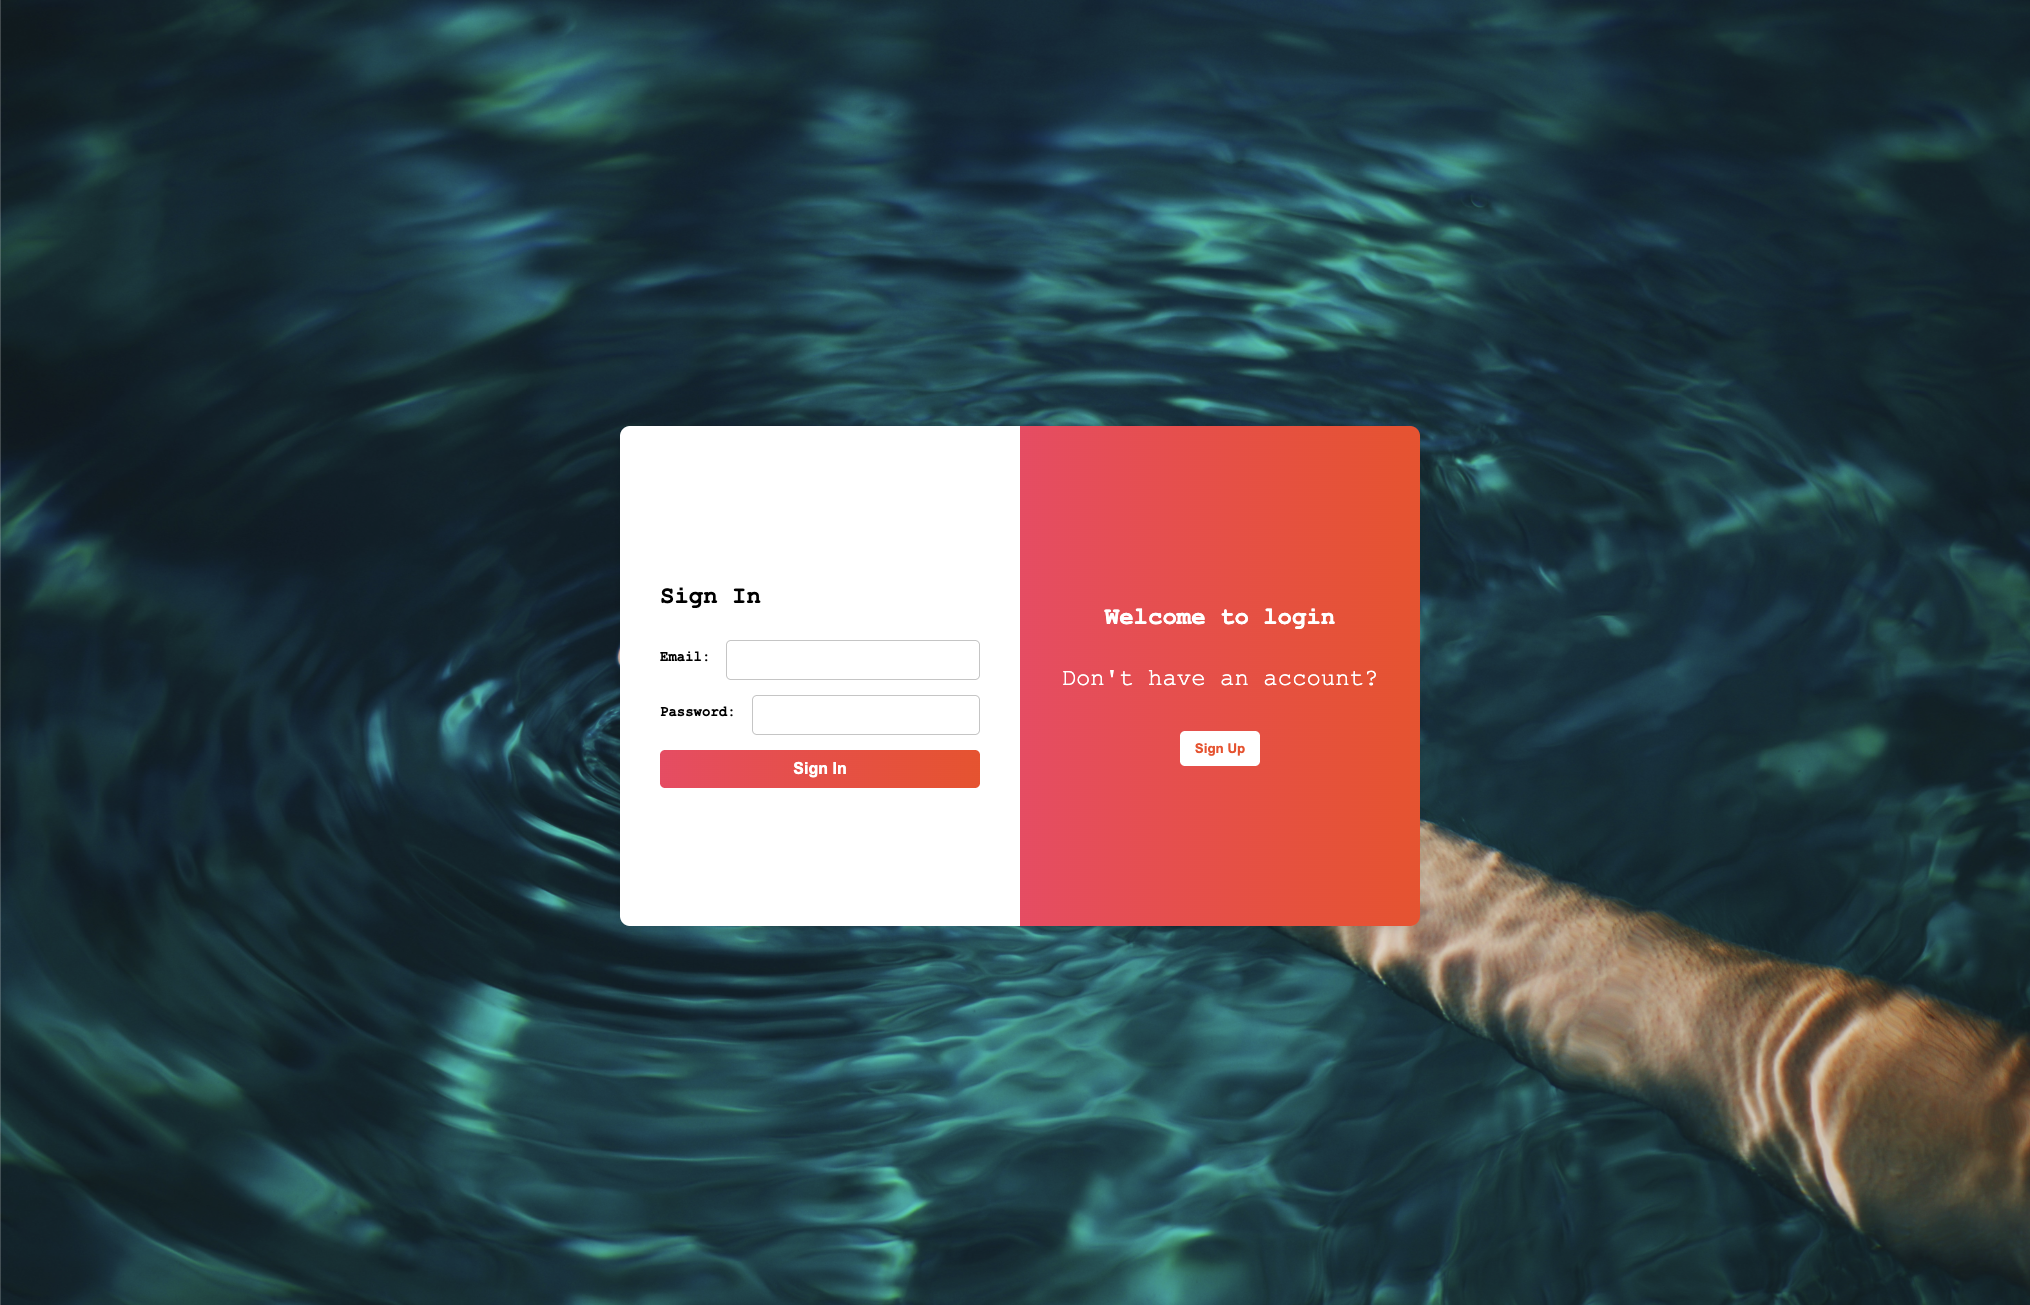 Sign In
Email:
Password:
Sign In
Welcome to login
Don't have an account?
Sign Up